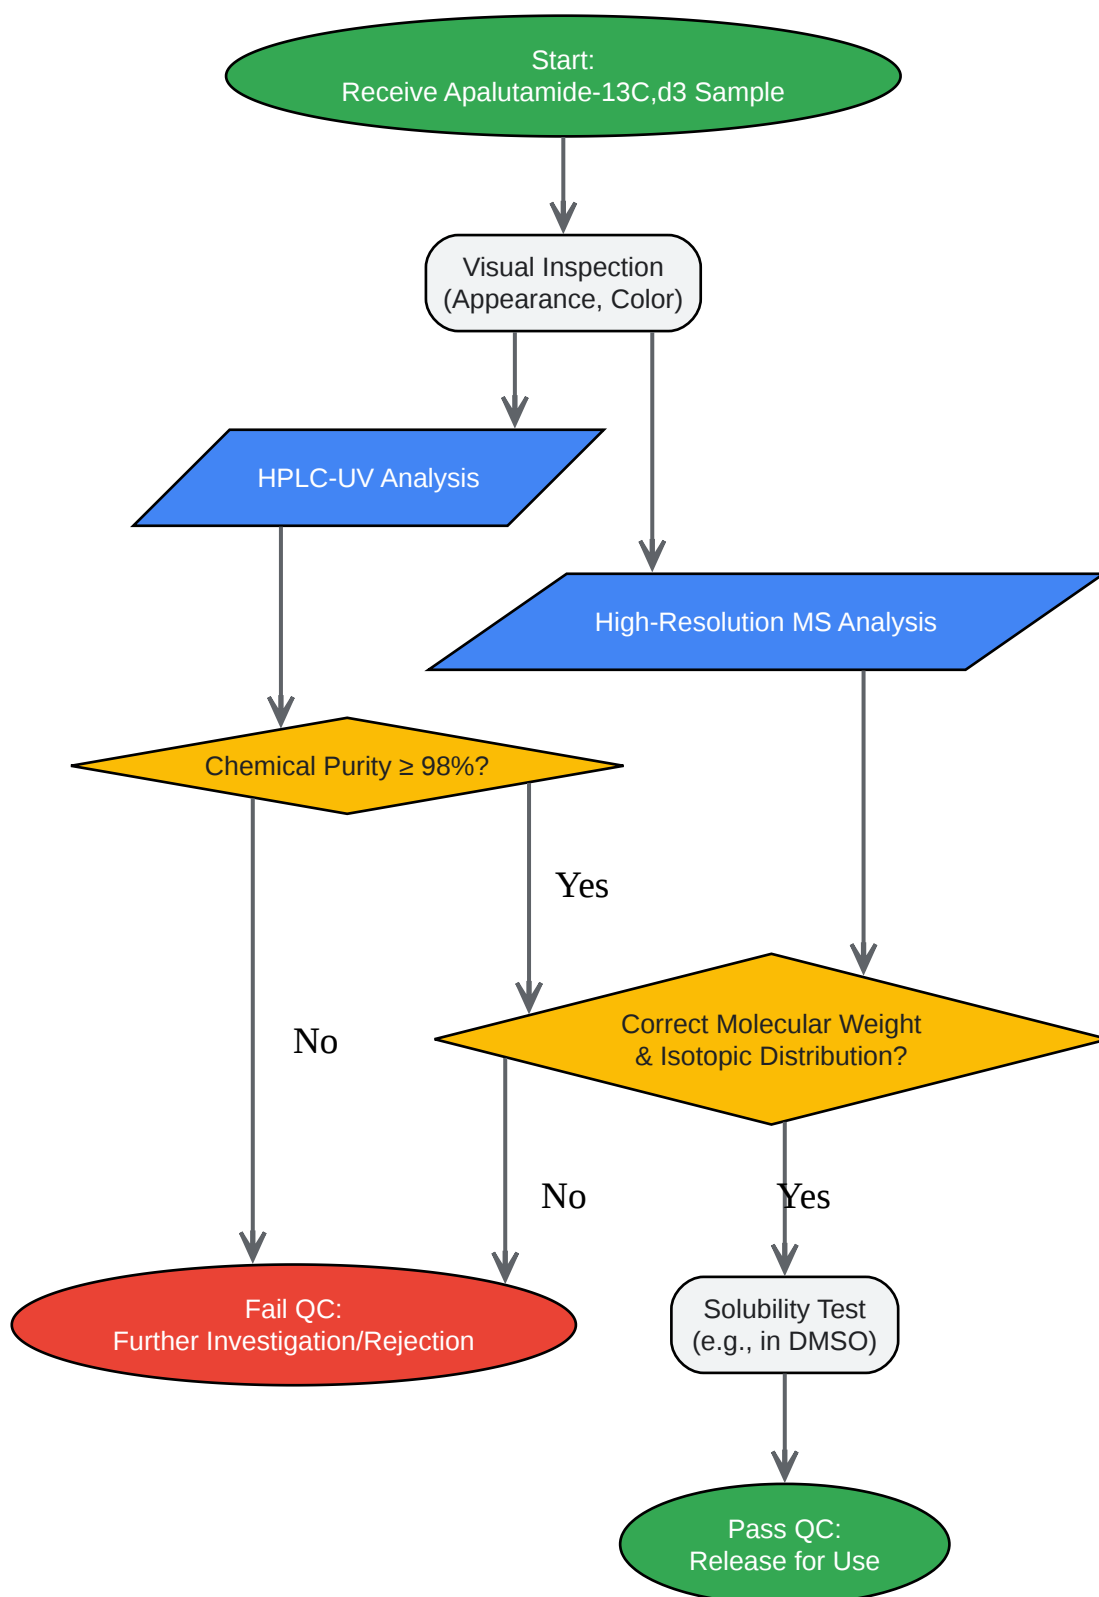 Start:
Receive Apalutamide-13C,d3 Sample
Visual Inspection
(Appearance, Color)
HPLC-UV Analysis
High-Resolution MS Analysis
Chemical Purity ≥ 98%?
Yes
No
Correct Molecular Weight
& Isotopic Distribution?
No
Yes
Fail QC:
Further Investigation/Rejection
Solubility Test
(e.g., in DMSO)
Pass QC:
Release for Use